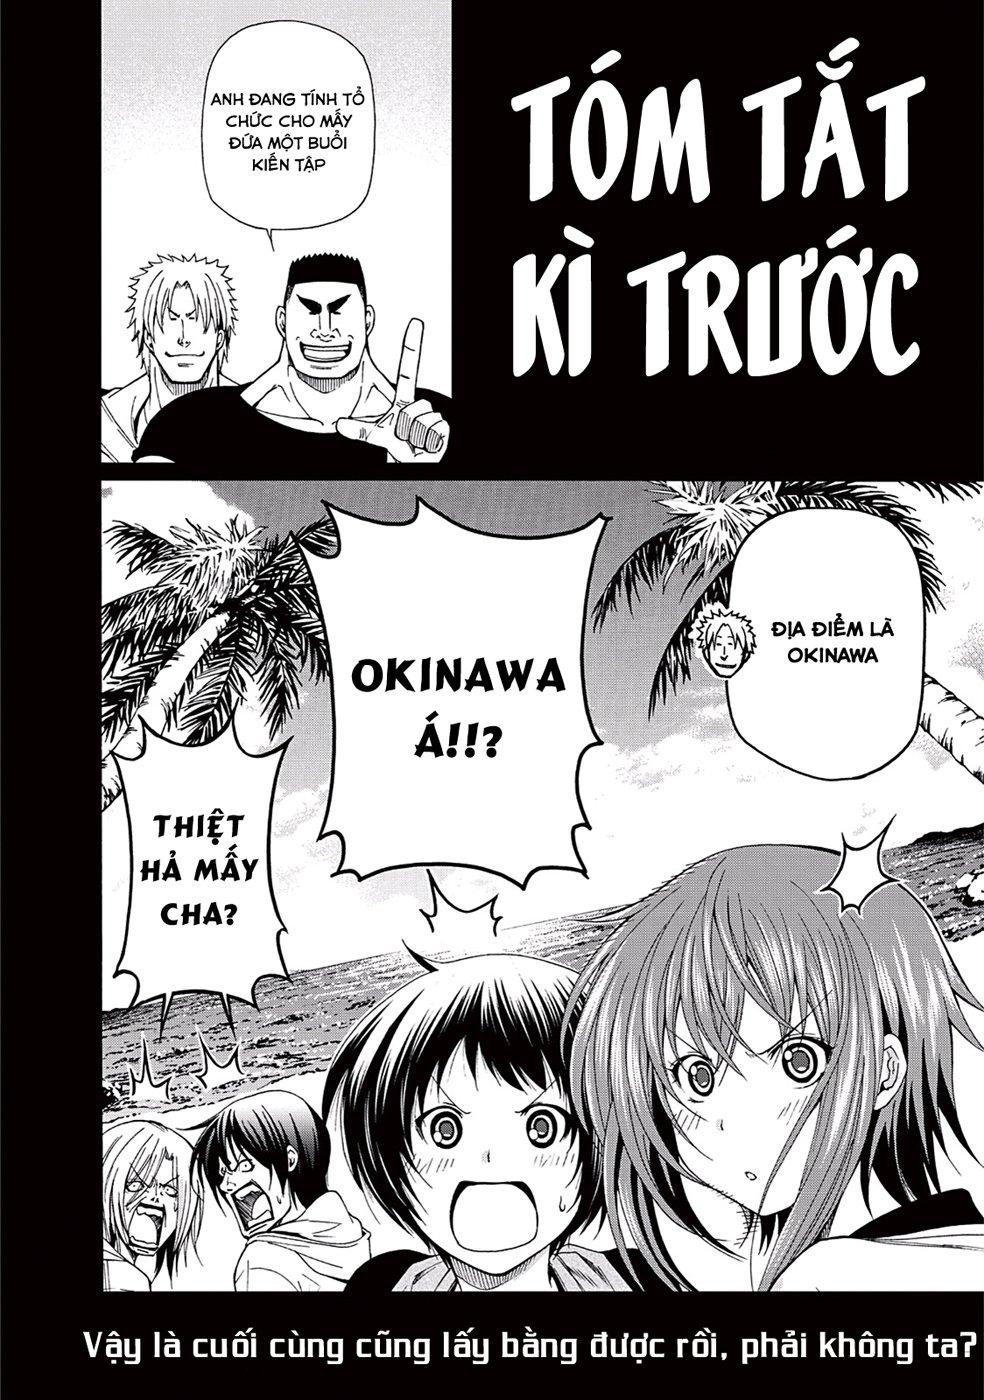 TÓM TẮT
KÌ TRƯỚC
ANH ĐANG TÍNH TỔ
CHỨC CHO MẤY
ĐỨA MỘT BUỔI
KIẾN TẬP
ĐỊA ĐIỂM LÀ
OKINAWA
OKINAWA
Á!!?
THIỆT
HẢ MẤY
CHA?
Vậy là cuối cùng cũng lấy bằng được rồi, phải không ta?